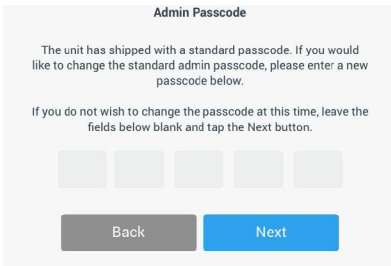 Admin Passcode
The unit has shipped with a standard passcode. If you would
like to change the standard admin passcode, please enter a new
passcode below.
If you do not wish to change the passcode at this time, leave the
fields below blank and tap the Next button.
Back
Next